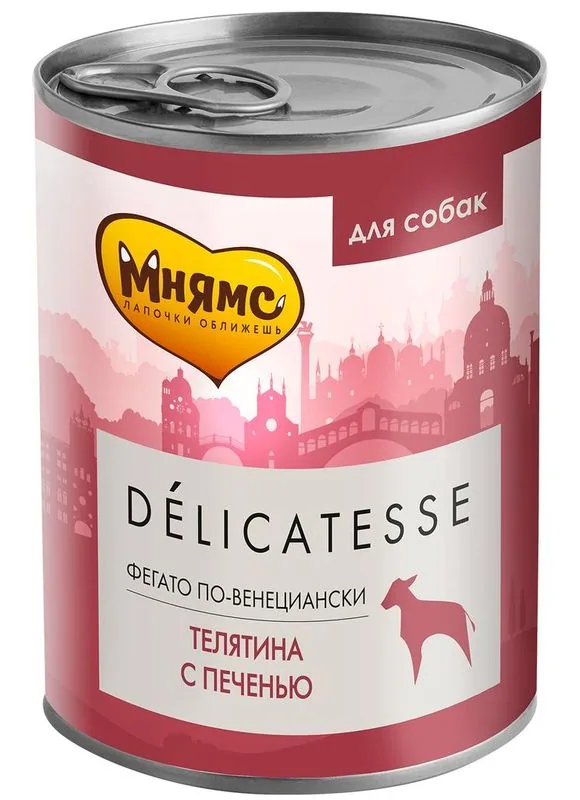 для собак
Мнямс
ЛАПОЧКИ ОБЛИЖЕШЬ
DÉLICATESSE
ФЕГАТО ПО-ВЕНЕЦИАНСКИ
ТЕЛЯТИНА
С ПЕЧЕНЬЮ